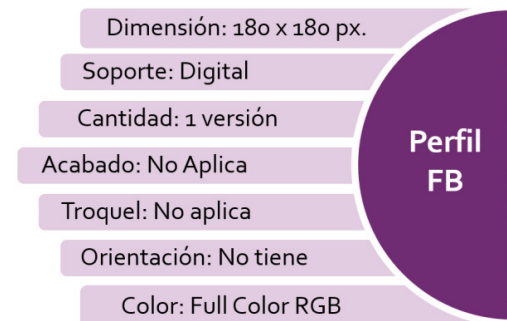 Dimensión: 180 x 180 px.
Soporte: Digital
Cantidad: 1 versión
Acabado: No Aplica
Troquel: No aplica
Orientación: No tiene
Color: Full Color RGB
Perfil
FB